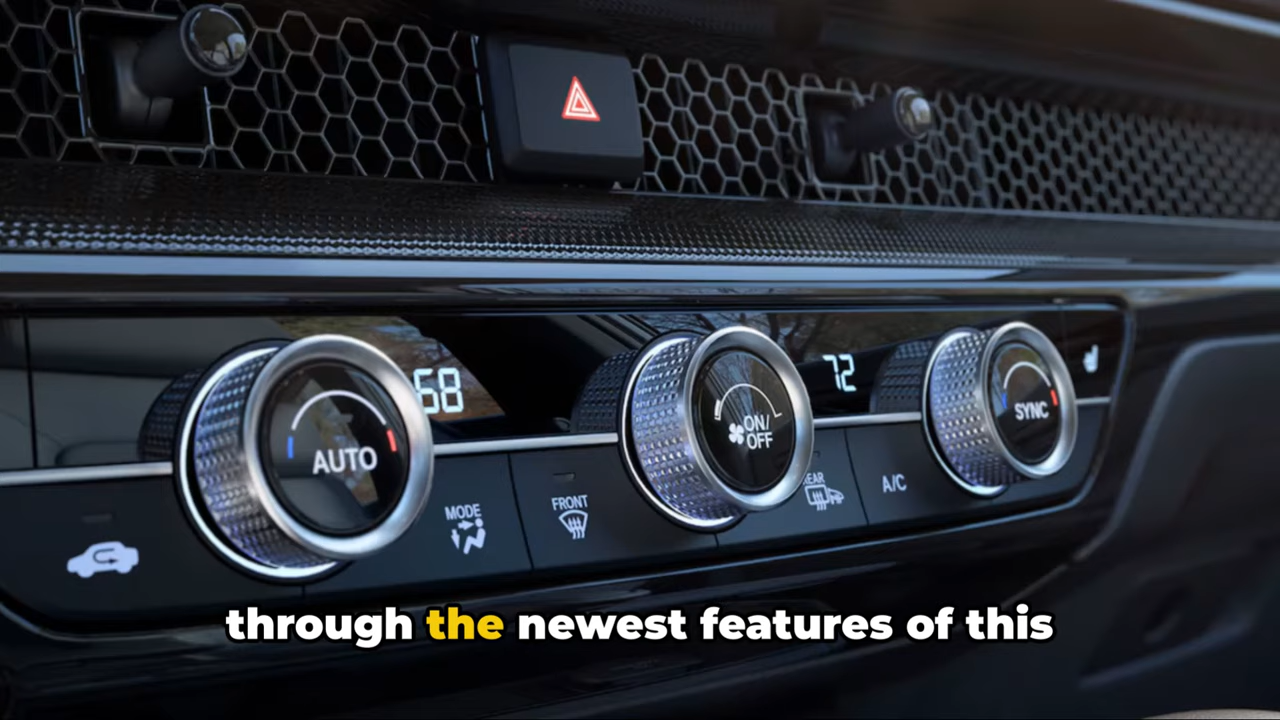 68
72
AUTO
ON/
OFF
SYNC
MODE
FRONT
REAR
A/C
through the newest features of this